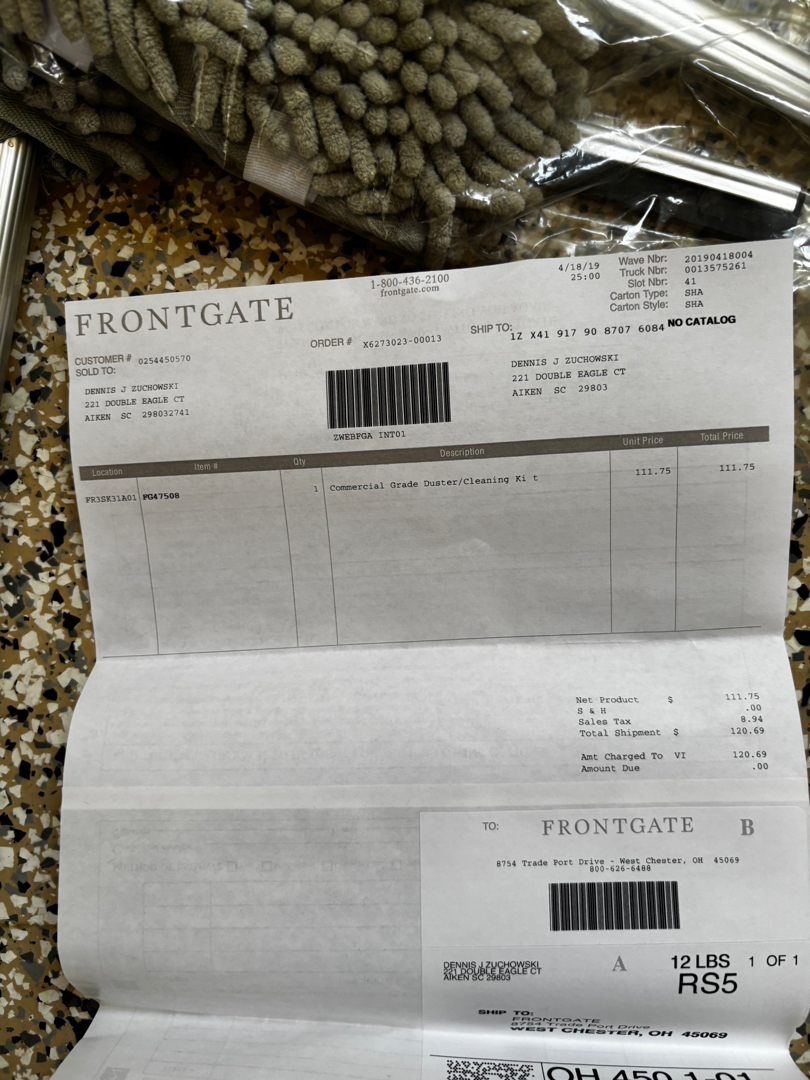 1-800-436-2100
frontgate.com
4/18/19
25:00
Wave Nbr: 20190418004
Truck Nbr: 0013575261
Slot Nbr: 41
Carton Type: SHA
Carton Style: SHA
FRONTGATE
ORDER # X6273023-00013
SHIP TO: 1Z X41 917 90 8707 6084 NO CATALOG
CUSTOMER # 0254450570
SOLD TO:
DENNIS J ZUCHOWSKI
221 DOUBLE EAGLE CT
AIKEN SC 298032741
ZWEBFGA INT01
DENNIS J ZUCHOWSKI
221 DOUBLE EAGLE CT
AIKEN SC 29803
Location Item # Qty Description Unit Price Total Price
FR3SK31A01 FG47508 1 Commercial Grade Duster/Cleaning Ki t 111.75 111.75
Net Product $ 111.75
S & H .00
Sales Tax 8.94
Total Shipment $ 120.69
Amt Charged To VI 120.69
Amount Due .00
TO: FRONTGATE B
8754 Trade Port Drive - West Chester, OH 45069
800-626-6488
DENNIS J ZUCHOWSKI
221 DOUBLE EAGLE CT
AIKEN SC 29803
A
12 LBS 1 OF 1
RS5
SHIP TO:
FRONTGATE
8754 Trade Port Drive
WEST CHESTER, OH 45069
OH 450 1-01